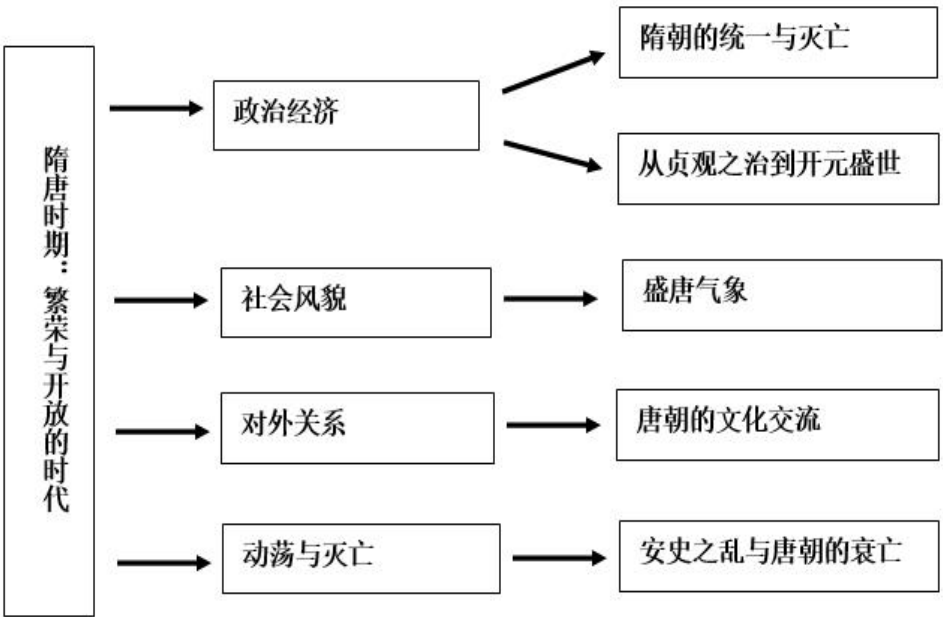 隋唐时期：繁荣与开放的时代
政治经济
隋朝的统一与灭亡
从贞观之治到开元盛世
社会风貌
盛唐气象
对外关系
唐朝的文化交流
动荡与灭亡
安史之乱与唐朝的衰亡